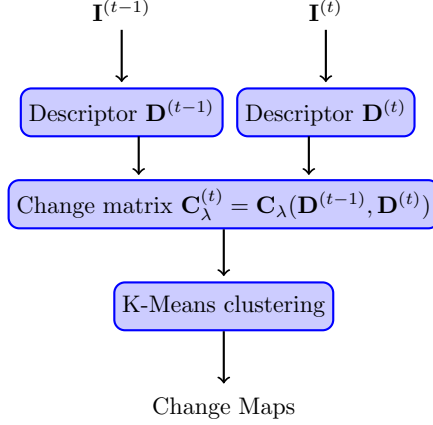 I^(t−1) I^(t)
Descriptor D^(t−1) Descriptor D^(t)
Change matrix C_λ^(t) = C_λ(D^(t−1), D^(t))
K-Means clustering
Change Maps